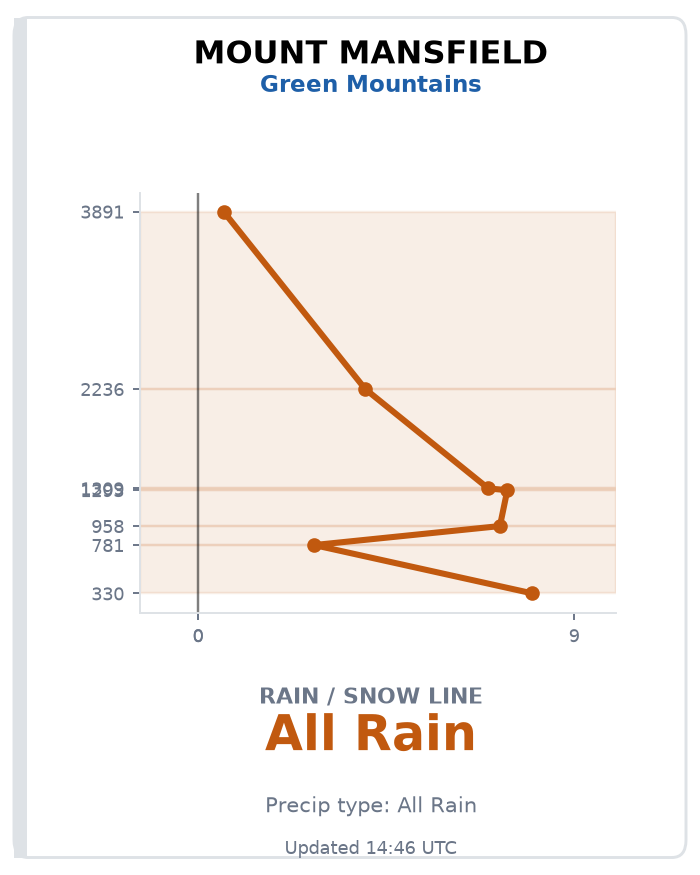 MOUNT MANSFIELD
Green Mountains
3891
2236
958
781
330
0
9
RAIN / SNOW LINE
All Rain
Precip type: All Rain
Updated 14:46 UTC